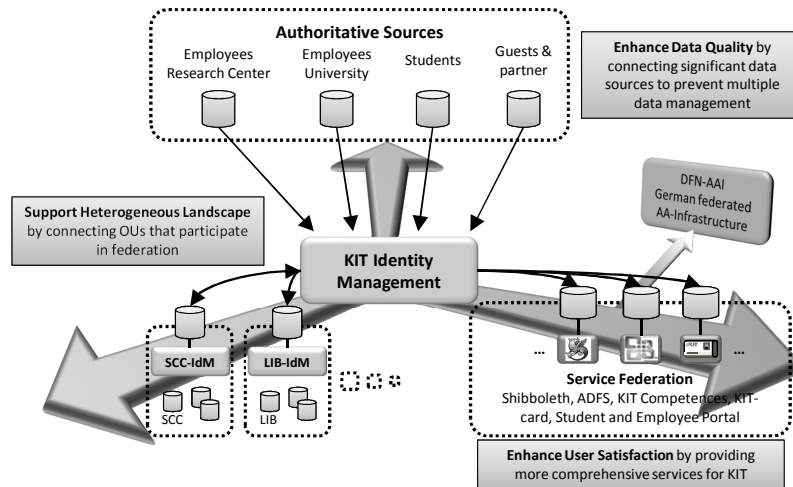 Authoritative Sources
Employees
Research Center
Employees
University
Students
Guests &
partner
Enhance Data Quality by
connecting significant data
sources to prevent multiple
data management
DFN-AAI
German federated
AA-Infrastructure
Support Heterogeneous Landscape
by connecting OUs that participate
in federation
KIT Identity
Management
SCC-IdM
LIB-IdM
SCC
LIB
...
KIT
...
Service Federation
Shibboleth, ADFS, KIT Competences, KIT-
card, Student and Employee Portal
Enhance User Satisfaction by providing
more comprehensive services for KIT